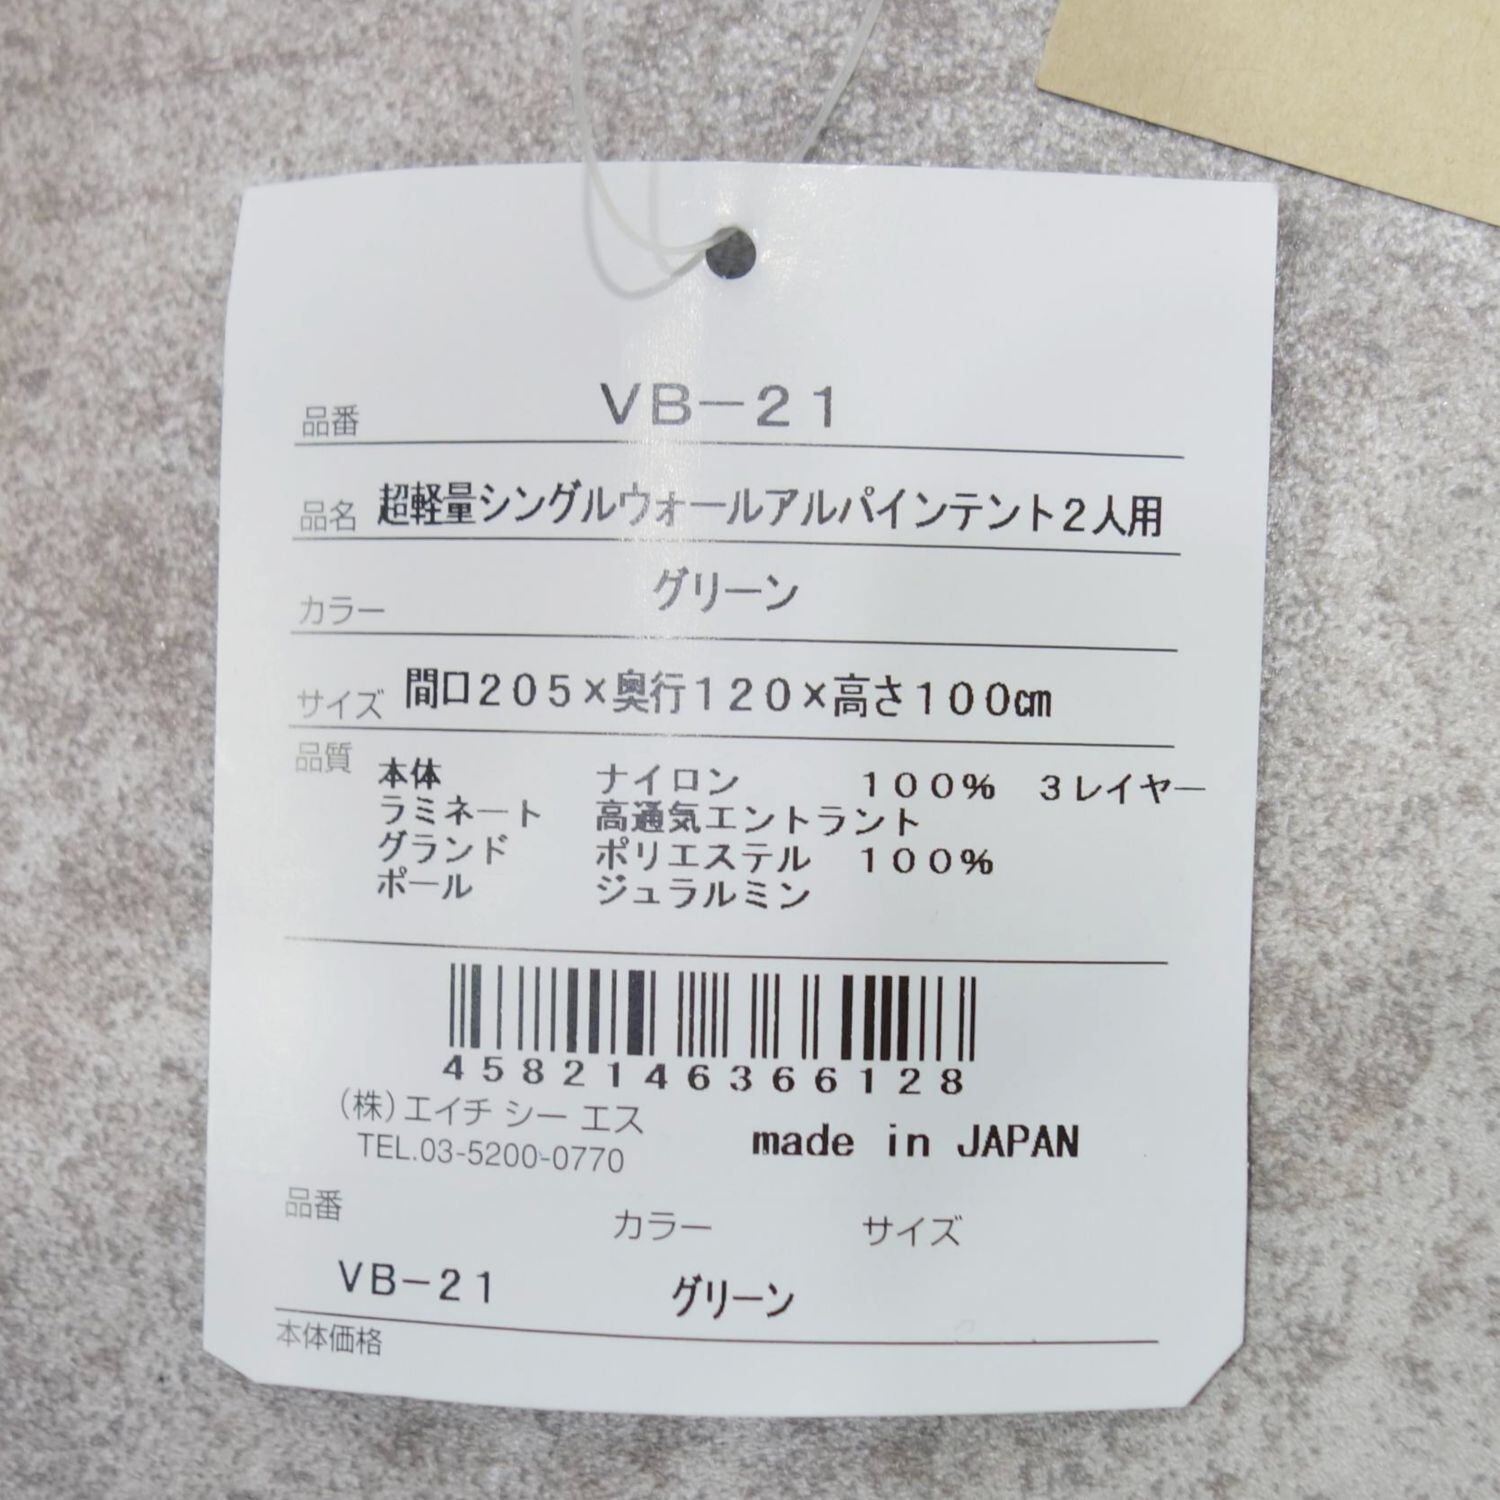 品番 VB-21
品名 超軽量シングルウォールアルパインテント2人用
カラー グリーン
サイズ 間口205×奥行120×高さ100㎝
品質 本体 ナイロン 100% 3レイヤー
ラミネート 高通気エントラント
グランド ポリエステル 100%
ポール ジュラルミン
4582146366128
(株)エイチ シー エス
TEL.03-5200-0770
made in JAPAN
品番 カラー サイズ
VB-21 グリーン
本体価格